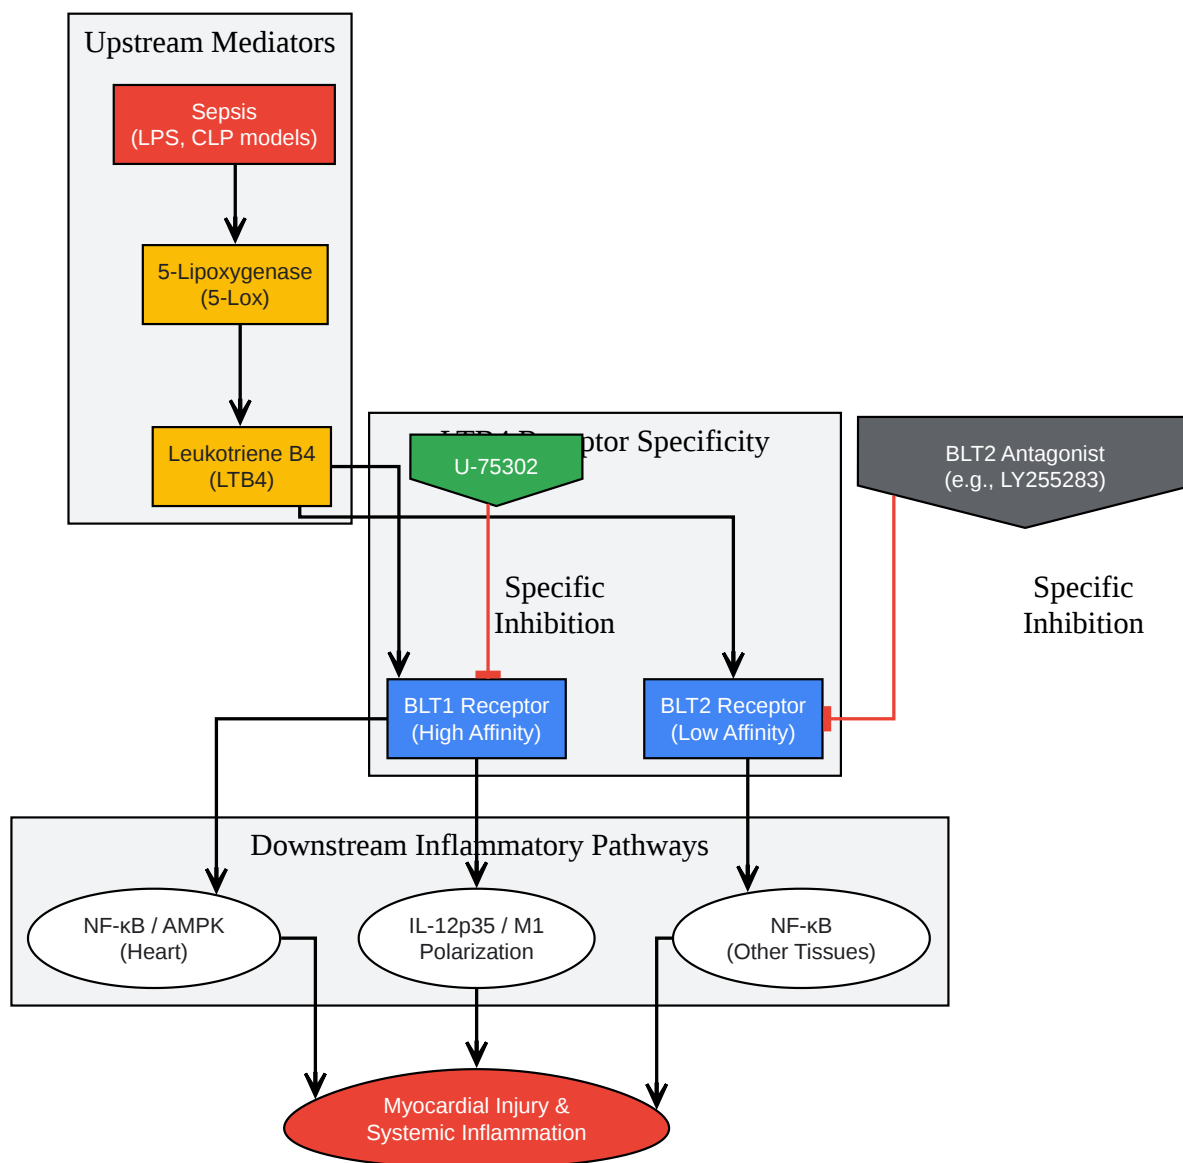 Upstream Mediators
Sepsis
(LPS, CLP models)
5-Lipoxygenase
(5-Lox)
Leukotriene B4
(LTB4)
Receptor Specificity
U-75302
BLT2 Antagonist
(e.g., LY255283)
Specific
Inhibition
Specific
Inhibition
BLT1 Receptor
(High Affinity)
BLT2 Receptor
(Low Affinity)
Downstream Inflammatory Pathways
NF-κB / AMPK
(Heart)
IL-12p35 / M1
Polarization
NF-κB
(Other Tissues)
Myocardial Injury &
Systemic Inflammation